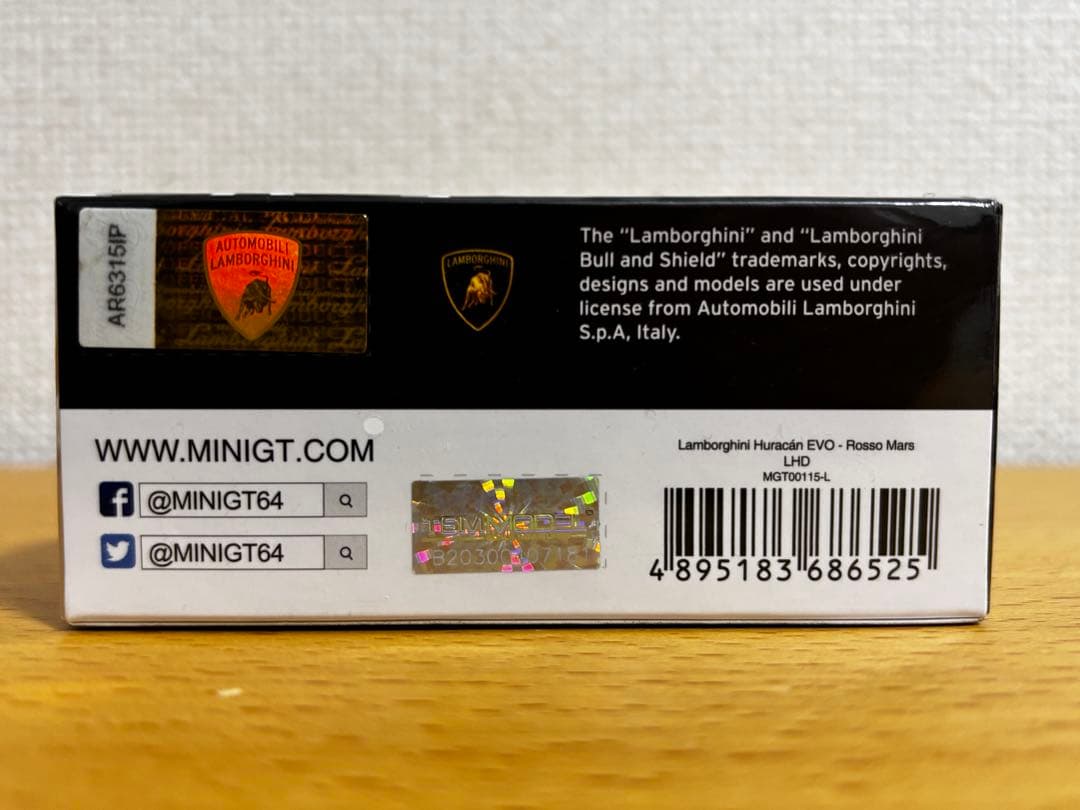 AR6315IP
AUTOMOBILI
LAMBORGHINI
LAMBORGHINI
The “Lamborghini” and “Lamborghini
Bull and Shield” trademarks, copyrights,
designs and models are used under
license from Automobili Lamborghini
S.p.A, Italy.
WWW.MINIGT.COM
@MINIGT64
@MINIGT64
TSM MODEL
Lamborghini Huracán EVO - Rosso Mars
LHD
MGT00115-L
4 895183 686525